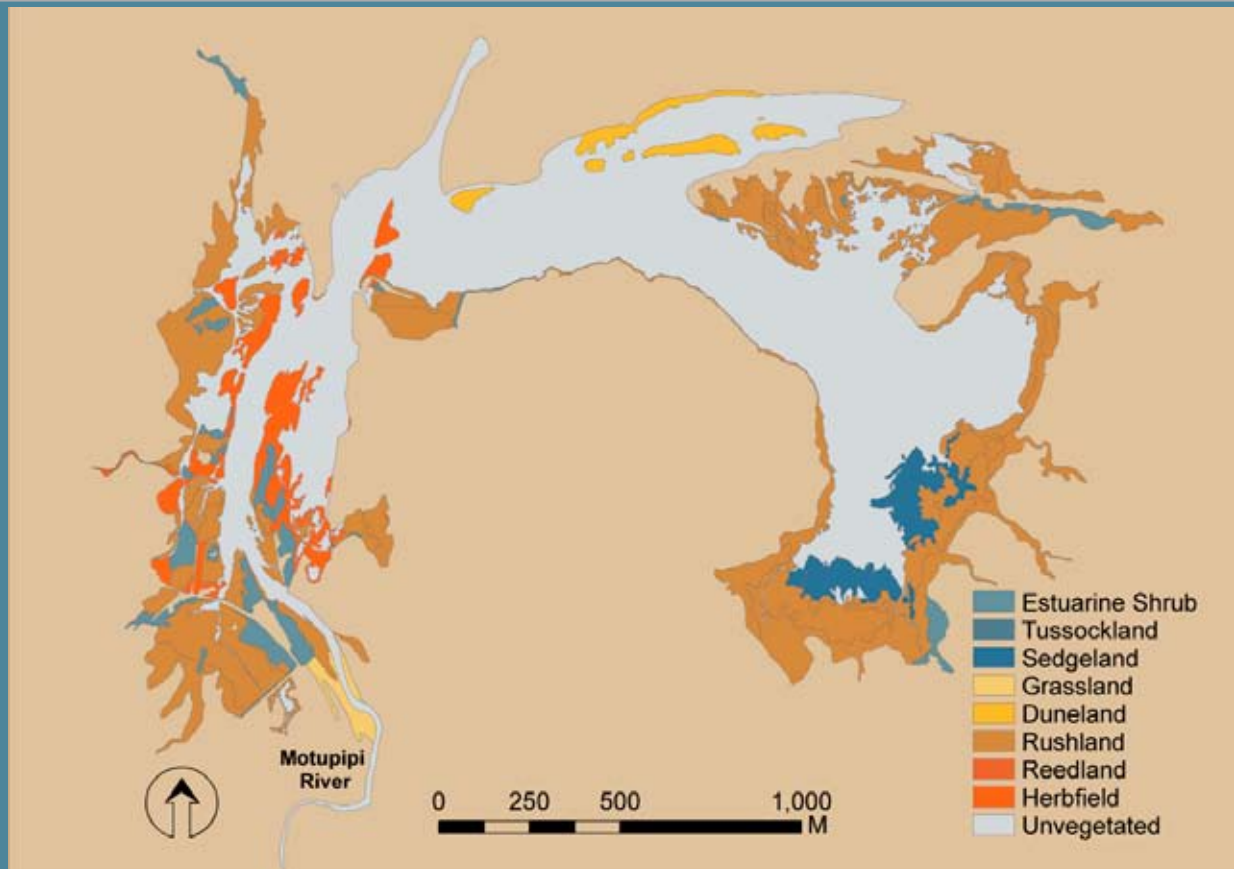 Estuarine Shrub
Tussockland
Sedgeland
Grassland
Duneland
Rushland
Reedland
Herbfield
Unvegetated
Motupipi
River
0 250 500 1,000
M